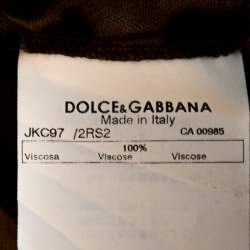 DOLCE&GABBANA
Made in Italy
JKC97 /2RS2 CA 00985
100%
Viscosa Viscose Viscose